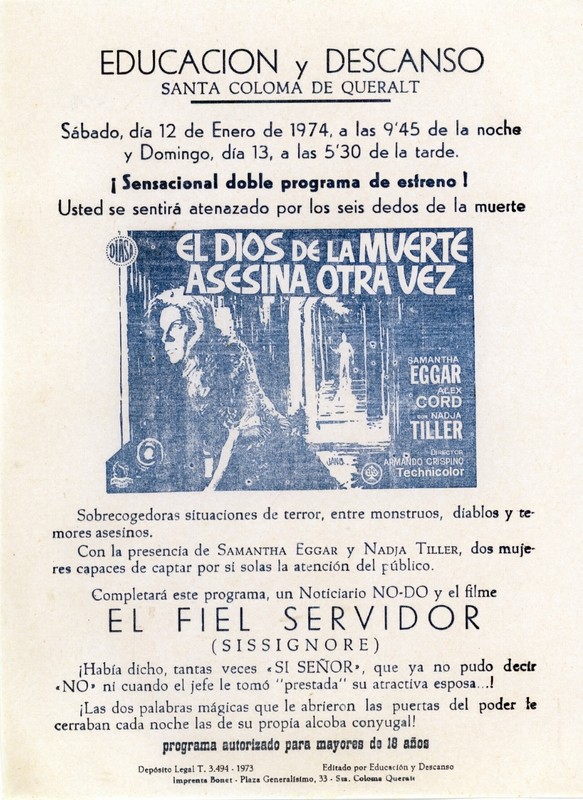 EDUCACION y DESCANSO
SANTA COLOMA DE QUERALT
Sábado, día 12 de Enero de 1974, a las 9'45 de la noche
y Domingo, día 13, a las 5'30 de la tarde.
¡ Sensacional doble programa de estreno !
Usted se sentirá atenazado por los seis dedos de la muerte
DIASA
EL DIOS DE LA MUERTE
ASESINA OTRA VEZ
SAMANTHA
EGGAR
ALEX
CORD
CON NADJA
TILLER
DIRECTOR
ARMANDO CRISPINO
Technicolor
JANO
Sobrecogedoras situaciones de terror, entre monstruos, diablos y te-
mores asesinos.
Con la presencia de SAMANTHA EGGAR y NADJA TILLER, dos muje-
res capaces de captar por si solas la atención del público.
Completará este programa, un Noticiario NO-DO y el filme
EL FIEL SERVIDOR
(SISSIGNORE)
¡Había dicho, tantas veces «SI SEÑOR», que ya no pudo decir
«NO» ni cuando el jefe le tomó "prestada" su atractiva esposa...!
¡Las dos palabras mágicas que le abrieron las puertas del poder le
cerraban cada noche las de su propia alcoba conyugal!
programa autorizado para mayores de 18 años
Depósito Legal T. 3.494 - 1973 Editado por Educación y Descanso
Imprenta Bonet - Plaza Generalísimo, 33 - Sta. Coloma Queralt